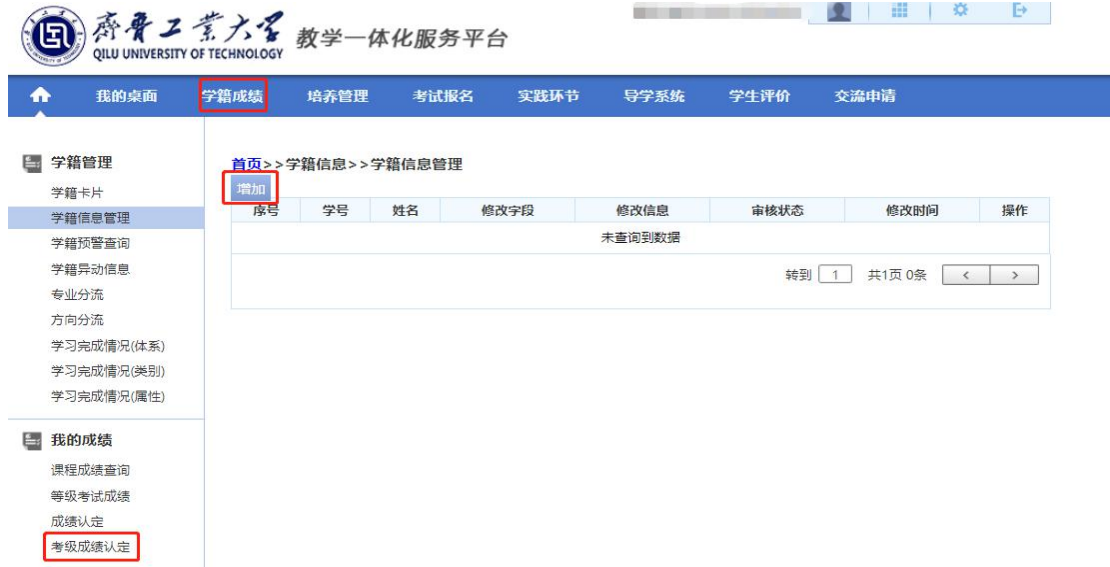 齐鲁工业大学 教学一体化服务平台
QILU UNIVERSITY OF TECHNOLOGY
我的桌面 学籍成绩 培养管理 考试报名 实践环节 导学系统 学生评价 交流申请
学籍管理
学籍卡片
学籍信息管理
学籍预警查询
学籍异动信息
专业分流
方向分流
学习完成情况(体系)
学习完成情况(类别)
学习完成情况(属性)
我的成绩
课程成绩查询
等级考试成绩
成绩认定
考级成绩认定
首页>>学籍信息>>学籍信息管理
增加
序号 学号 姓名 修改字段 修改信息 审核状态 修改时间 操作
未查询到数据
转到 1 共1页 0条 < >